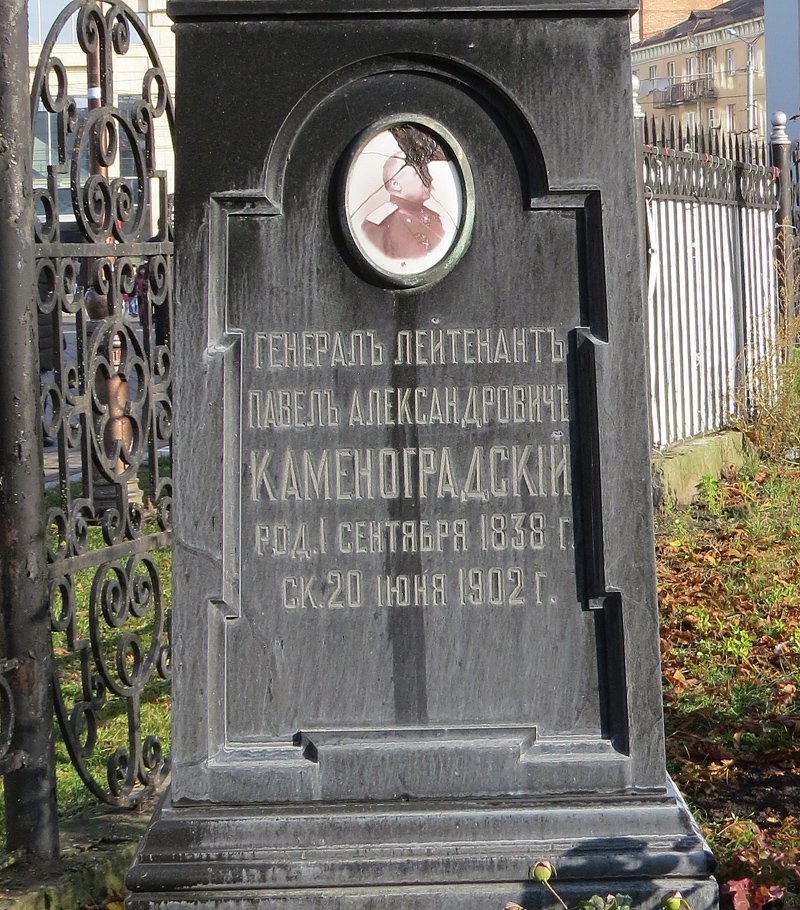 ГЕНЕРАЛЪ ЛЕЙТЕНАНТЪ
ПАВЕЛЪ АЛЕКСАНДРОВИЧЪ
КАМЕНОГРАДСКІЙ
РОД. 1 СЕНТЯБРЯ 1838 Г.
СК. 20 ІЮНЯ 1902 Г.